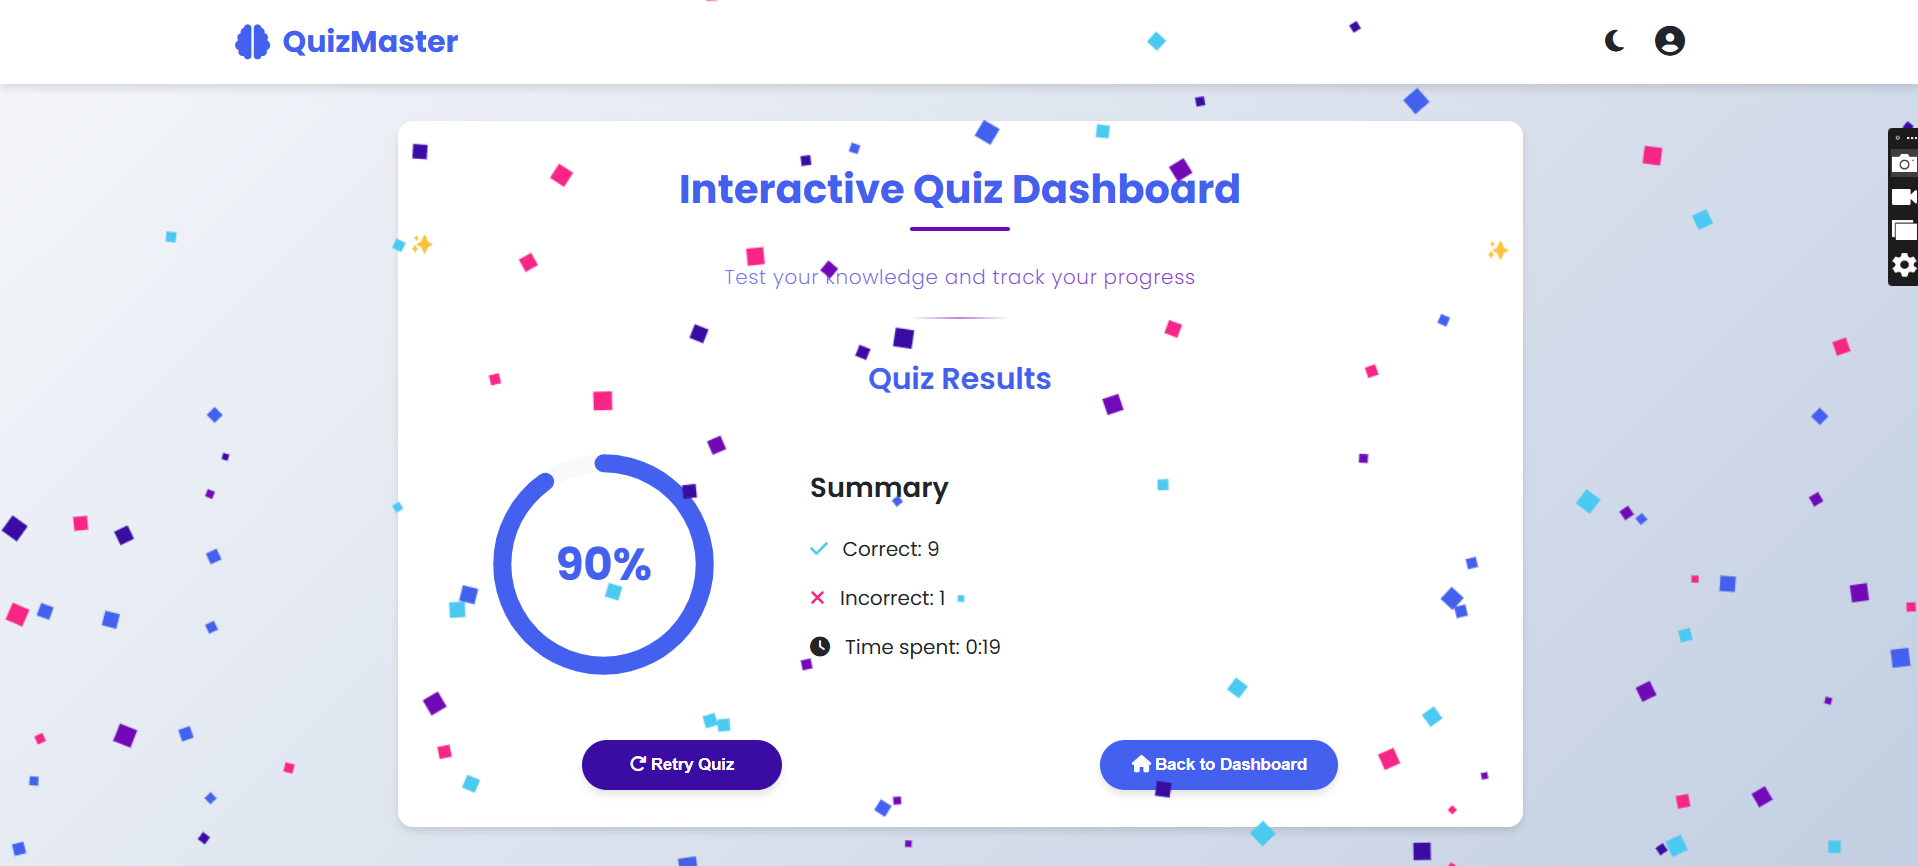 QuizMaster
Interactive Quiz Dashboard
Test your knowledge and track your progress
Quiz Results
90%
Summary
Correct: 9
Incorrect: 1
Time spent: 0:19
Retry Quiz
Back to Dashboard